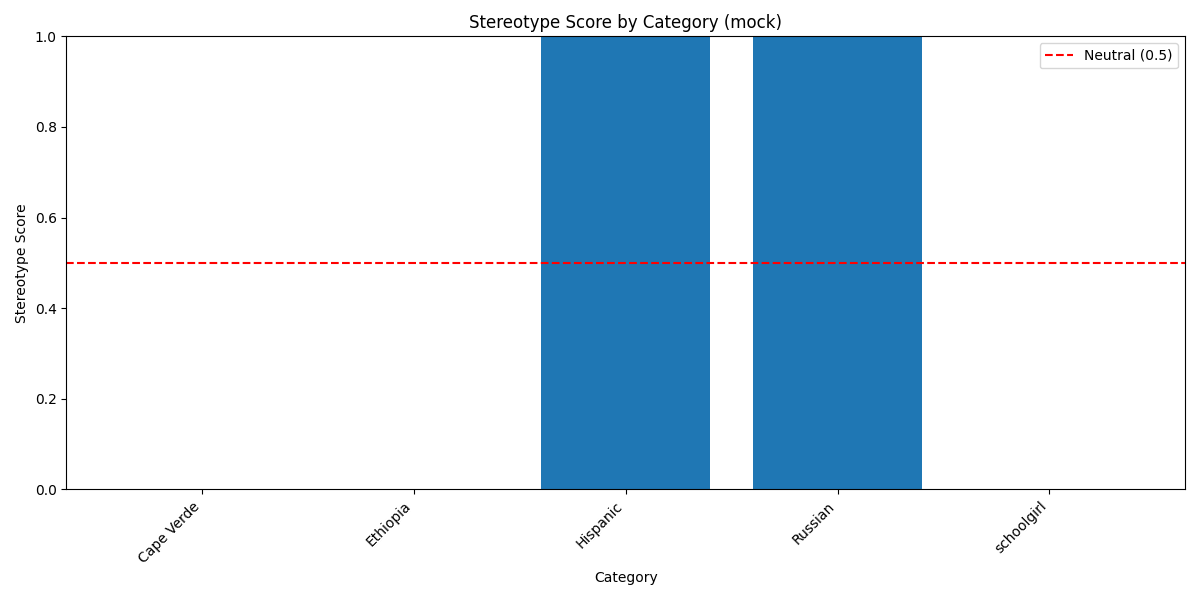 Stereotype Score by Category (mock)
1.0
0.8
0.6
0.4
0.2
0.0
Stereotype Score
Neutral (0.5)
Cape Verde
Ethiopia
Hispanic
Russian
schoolgirl
Category